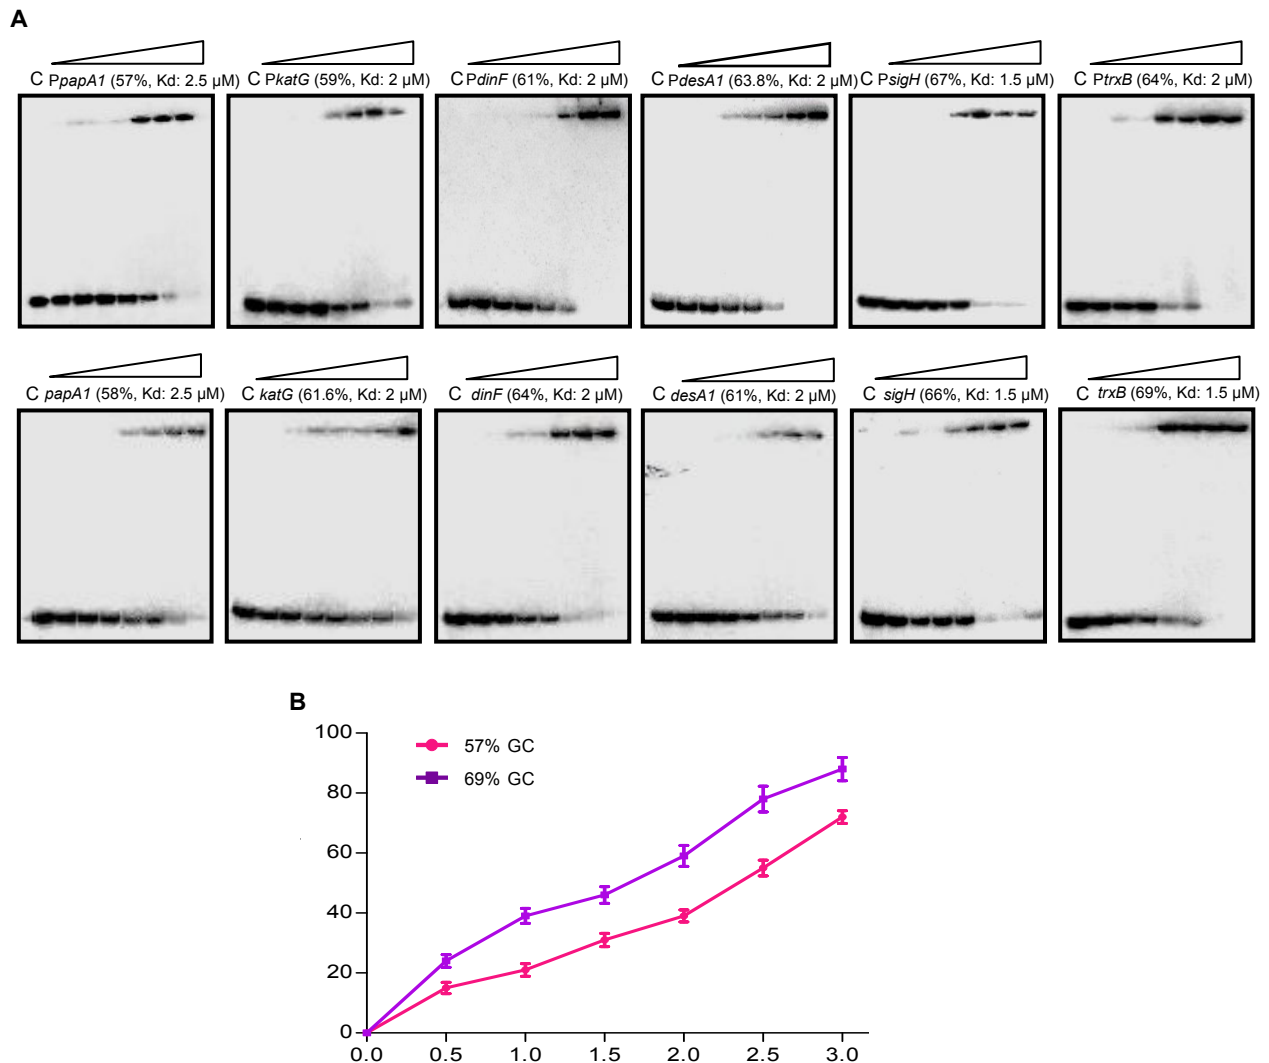 A
C PpapA1 (57%, Kd: 2.5 µM) C PkatG (59%, Kd: 2 µM) C PdinF (61%, Kd: 2 µM) C PdesA1 (63.8%, Kd: 2 µM) C PsigH (67%, Kd: 1.5 µM) C PtrxB (64%, Kd: 2 µM)
C papA1 (58%, Kd: 2.5 µM) C katG (61.6%, Kd: 2 µM) C dinF (64%, Kd: 2 µM) C desA1 (61%, Kd: 2 µM) C sigH (66%, Kd: 1.5 µM) C trxB (69%, Kd: 1.5 µM)
B
100
57% GC
69% GC
80
60
40
20
0
0.0 0.5 1.0 1.5 2.0 2.5 3.0